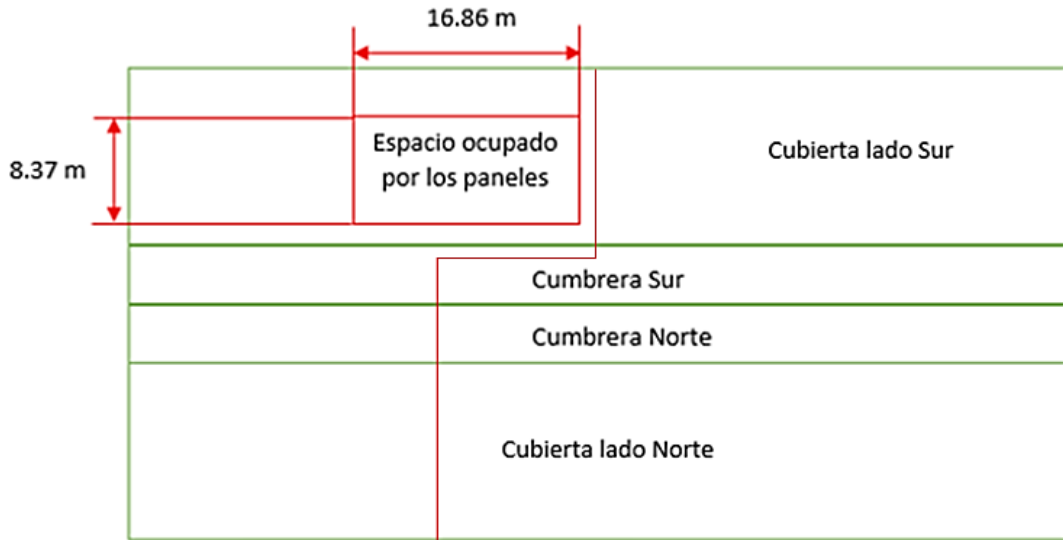 16.86 m
8.37 m
Espacio ocupado
por los paneles
Cubierta lado Sur
Cumbrera Sur
Cumbrera Norte
Cubierta lado Norte